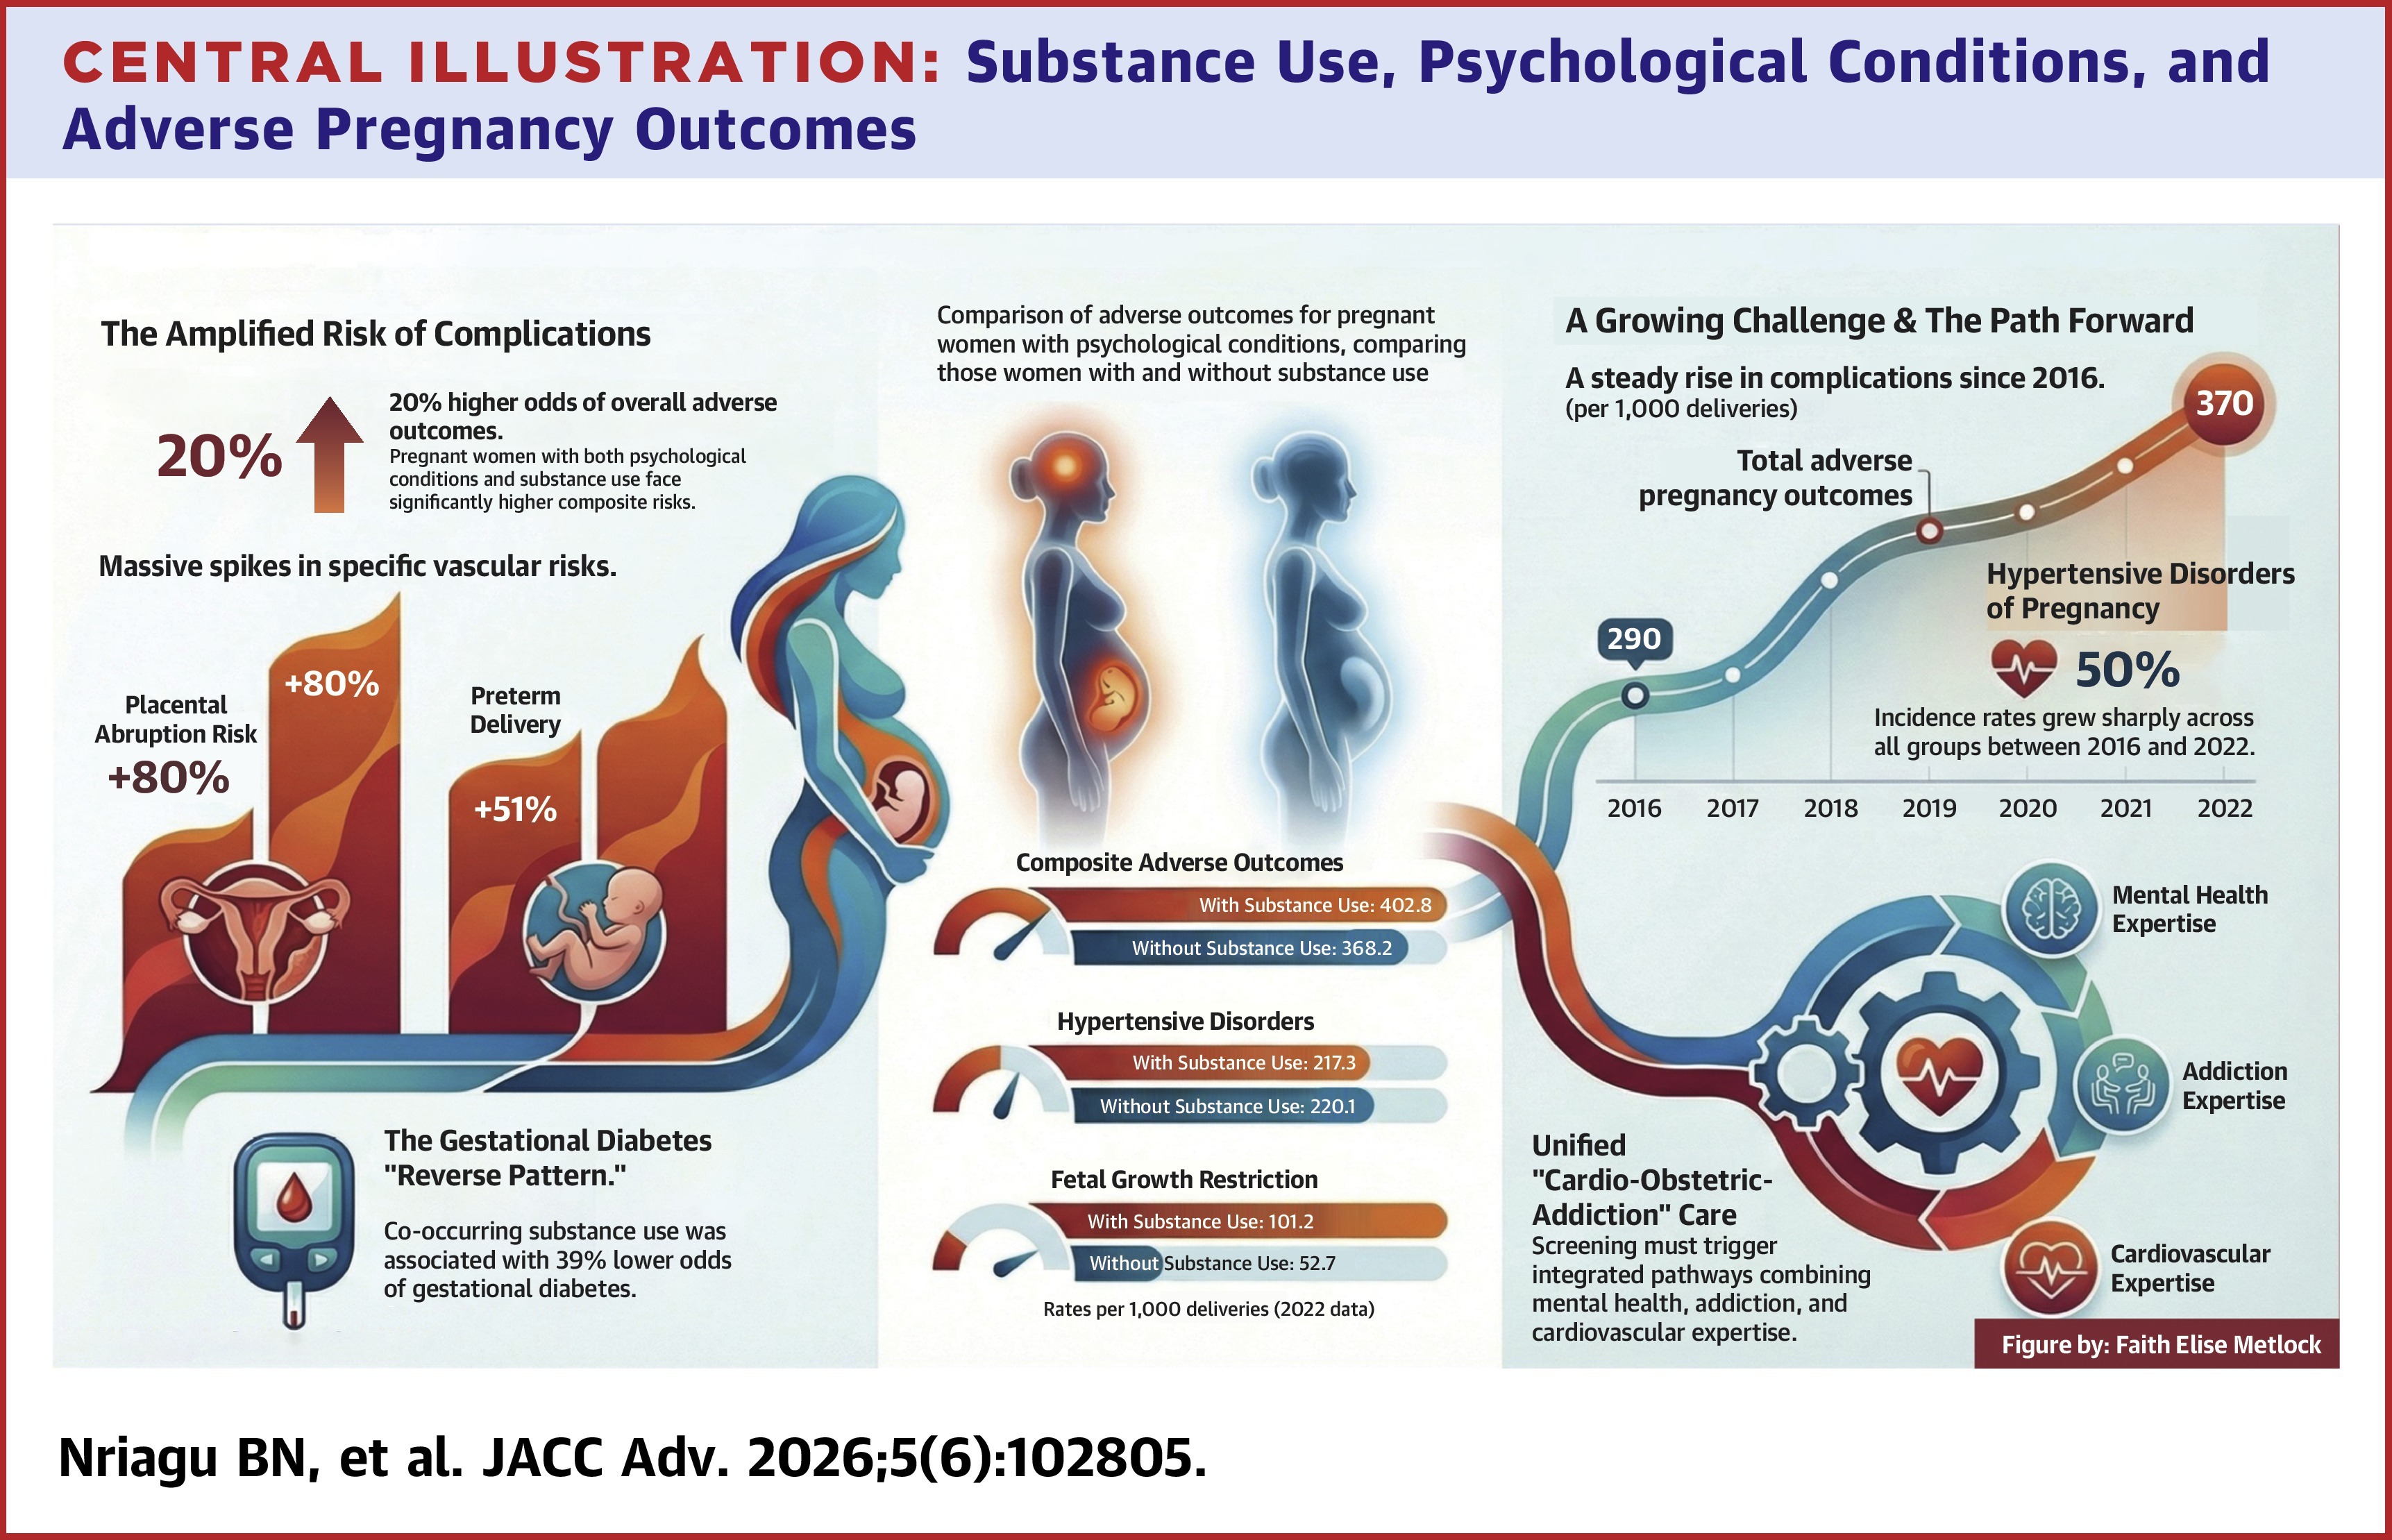 CENTRAL ILLUSTRATION: Substance Use, Psychological Conditions, and
Adverse Pregnancy Outcomes
The Amplified Risk of Complications
20%
20% higher odds of overall adverse
outcomes.
Pregnant women with both psychological
conditions and substance use face
significantly higher composite risks.
Massive spikes in specific vascular risks.
Placental
Abruption Risk
+80%
+80%
Preterm
Delivery
+51%
The Gestational Diabetes
"Reverse Pattern."
Co-occurring substance use was
associated with 39% lower odds
of gestational diabetes.
Comparison of adverse outcomes for pregnant
women with psychological conditions, comparing
those women with and without substance use
Composite Adverse Outcomes
With Substance Use: 402.8
Without Substance Use: 368.2
Hypertensive Disorders
With Substance Use: 217.3
Without Substance Use: 220.1
Fetal Growth Restriction
With Substance Use: 101.2
Without Substance Use: 52.7
Rates per 1,000 deliveries (2022 data)
A Growing Challenge & The Path Forward
A steady rise in complications since 2016.
(per 1,000 deliveries)
370
Total adverse
pregnancy outcomes
290
Hypertensive Disorders
of Pregnancy
50%
Incidence rates grew sharply across
all groups between 2016 and 2022.
2016 2017 2018 2019 2020 2021 2022
Mental Health
Expertise
Addiction
Expertise
Cardiovascular
Expertise
Unified
"Cardio-Obstetric-
Addiction" Care
Screening must trigger
integrated pathways combining
mental health, addiction, and
cardiovascular expertise.
Figure by: Faith Elise Metlock
Nriagu BN, et al. JACC Adv. 2026;5(6):102805.